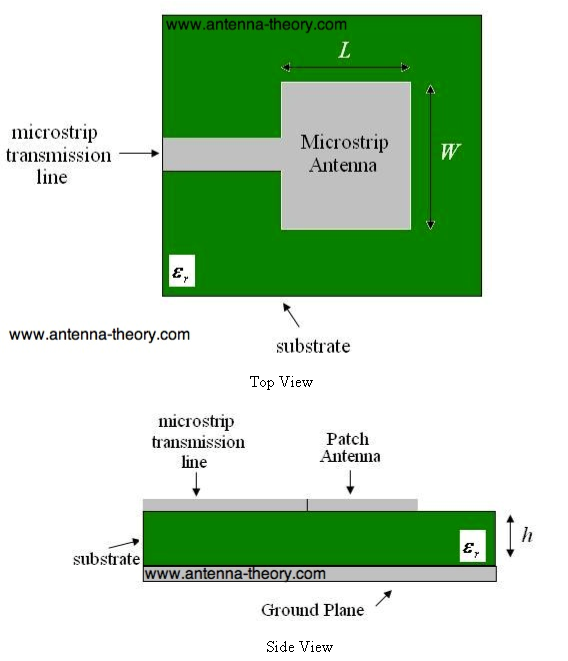 www.antenna-theory.com
L
microstrip
transmission
line
Microstrip
Antenna
W
εr
www.antenna-theory.com
substrate
Top View
microstrip
transmission
line
Patch
Antenna
h
εr
substrate
www.antenna-theory.com
Ground Plane
Side View